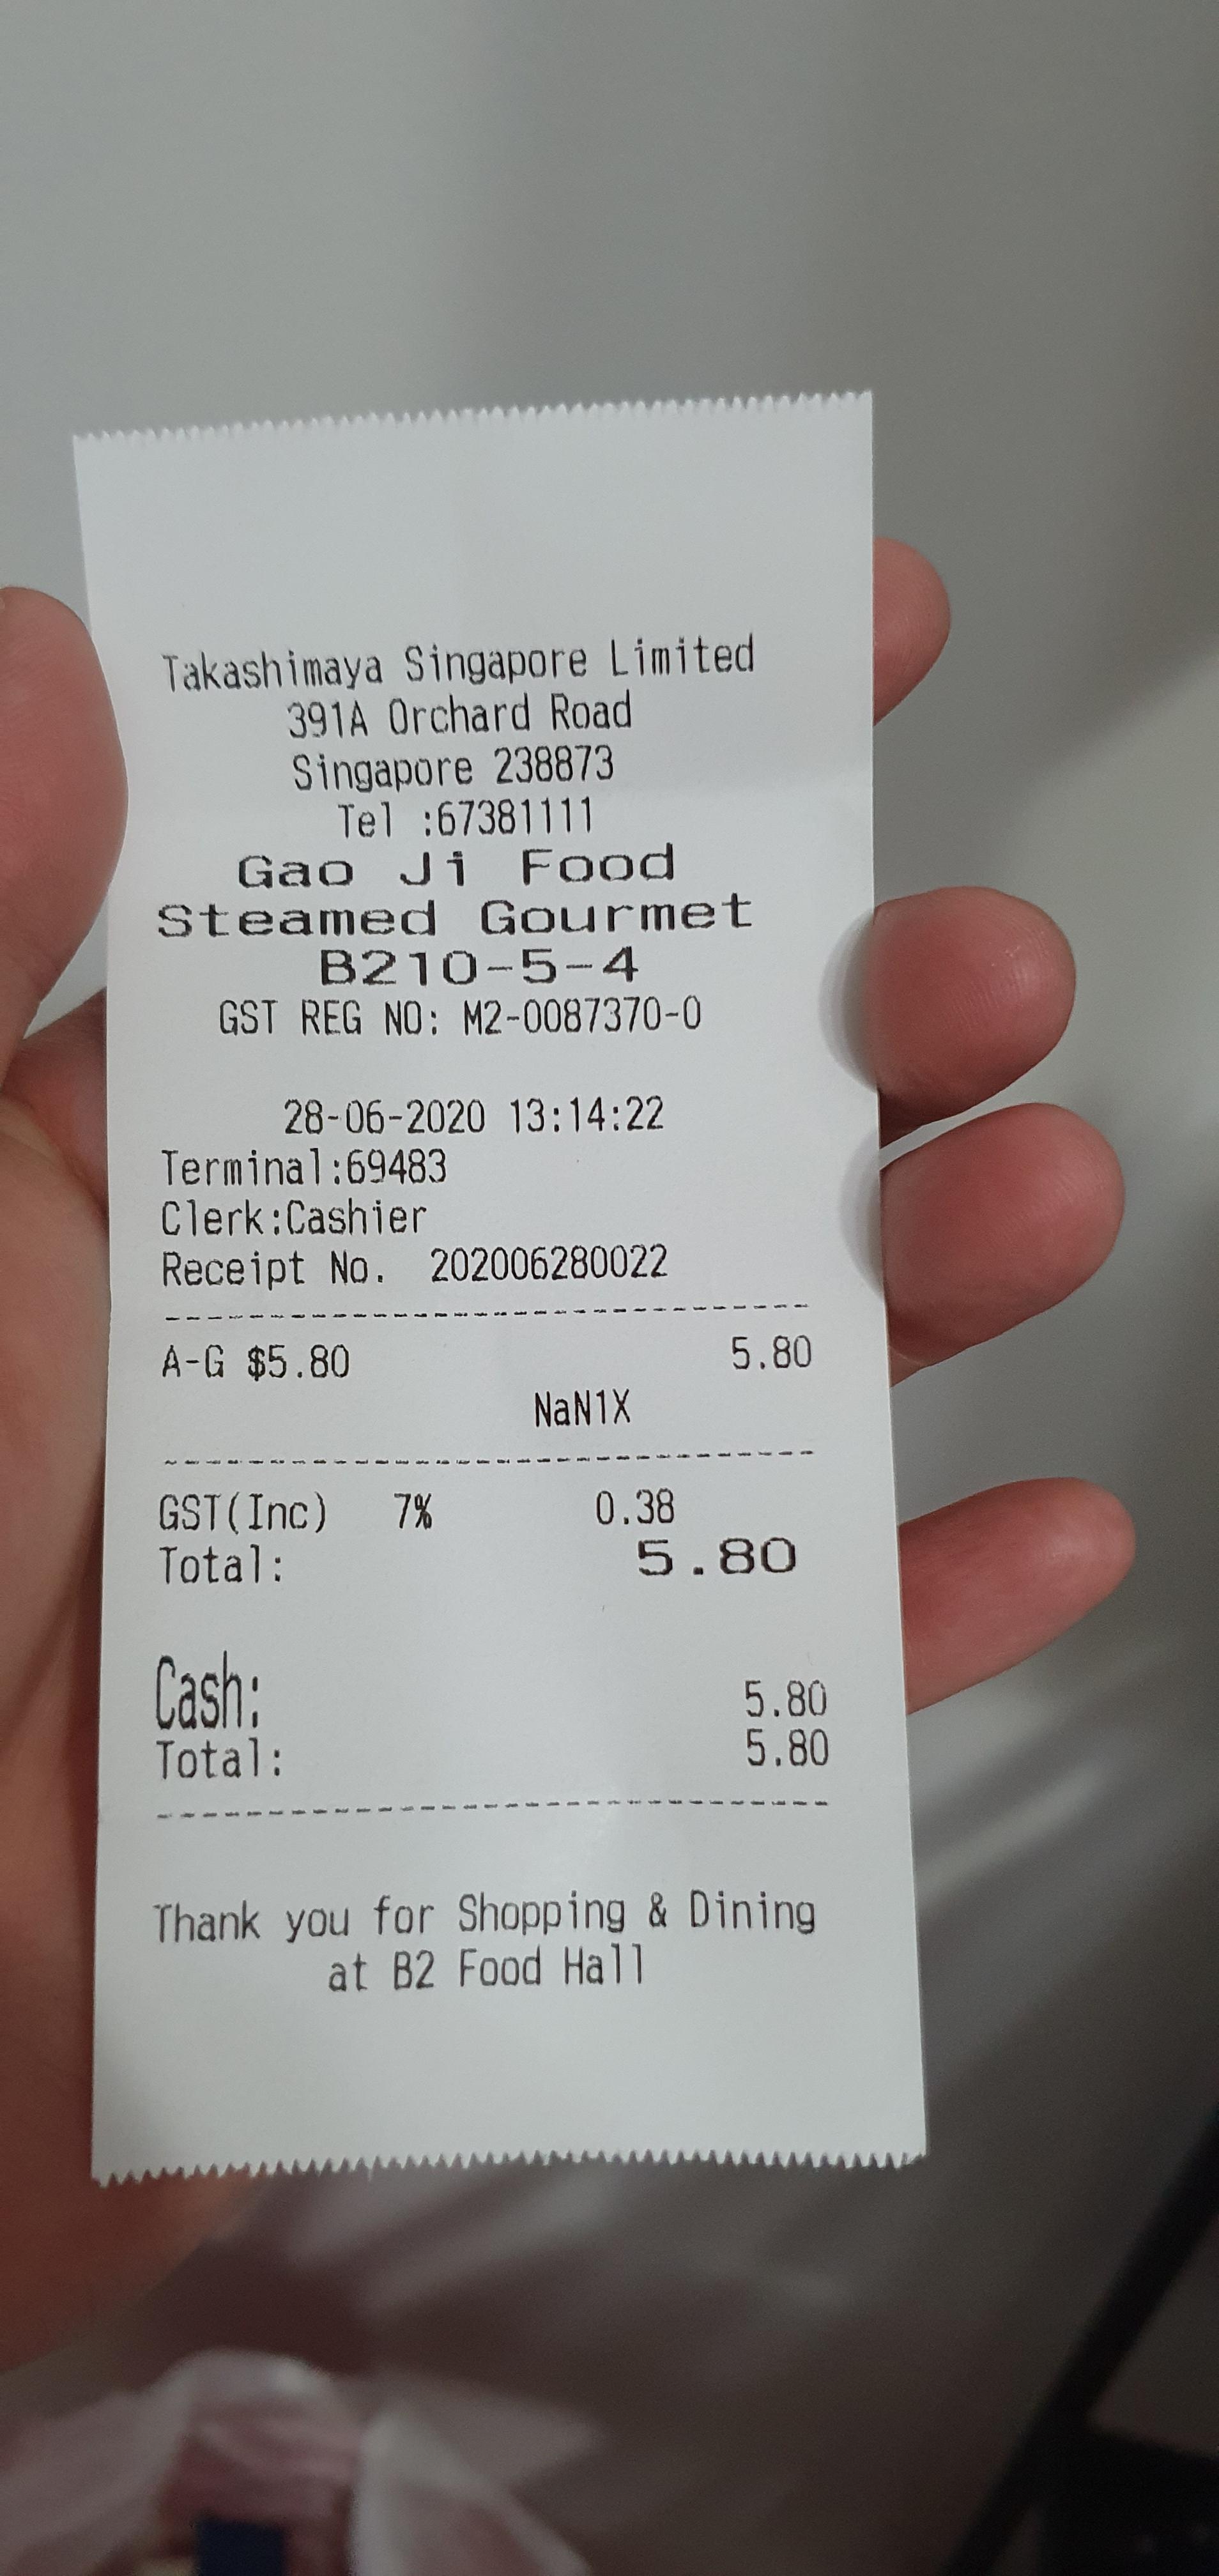 Takashimaya Singapore Limited
391A Orchard Road
Singapore 238873
Tel :67381111
Gao Ji Food
Steamed Gourmet
B210-5-4
GST REG NO: M2-0087370-0
28-06-2020 13:14:22
Terminal:69483
Clerk:Cashier
Receipt No. 202006280022
A-G $5.80 5.80
NaN1X
GST(Inc) 7% 0.38
Total: 5.80
Cash: 5.80
Total: 5.80
Thank you for Shopping & Dining
at B2 Food Hall